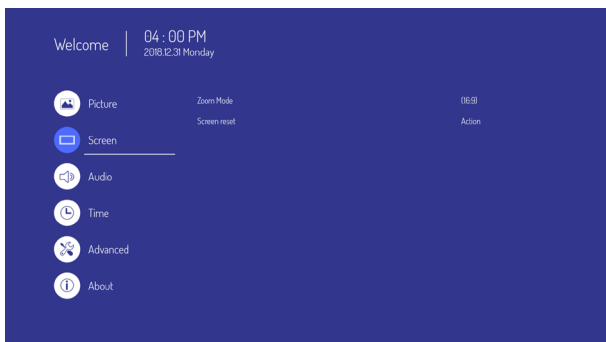 Welcome
04 : 00 PM
2018.12.31 Monday
Picture
Zoom Mode (16:9)
Screen reset Action
Screen
Audio
Time
Advanced
About